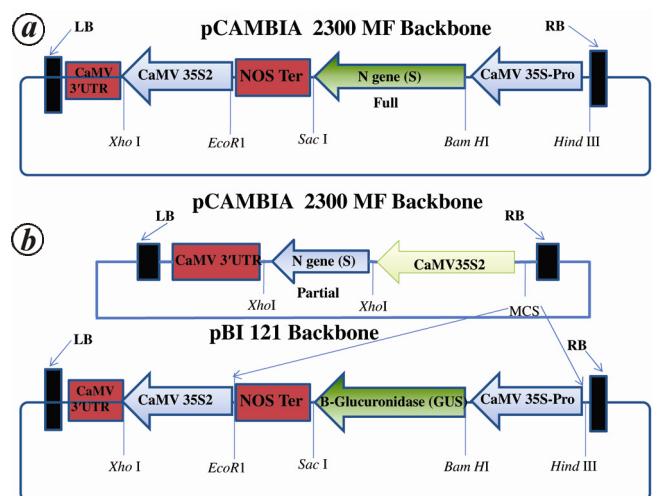 a
pCAMBIA 2300 MF Backbone
LB
RB
CaMV
3'UTR
CaMV 35S2
NOS Ter
N gene (S)
Full
CaMV 35S-Pro
Xho I
EcoR1
Sac I
Bam HI
Hind III
b
pCAMBIA 2300 MF Backbone
LB
RB
CaMV 3'UTR
N gene (S)
Partial
CaMV35S2
XhoI
XhoI
MCS
pBI 121 Backbone
LB
RB
CaMV
3'UTR
CaMV 35S2
NOS Ter
B-Glucuronidase (GUS)
CaMV 35S-Pro
Xho I
EcoR1
Sac I
Bam HI
Hind III